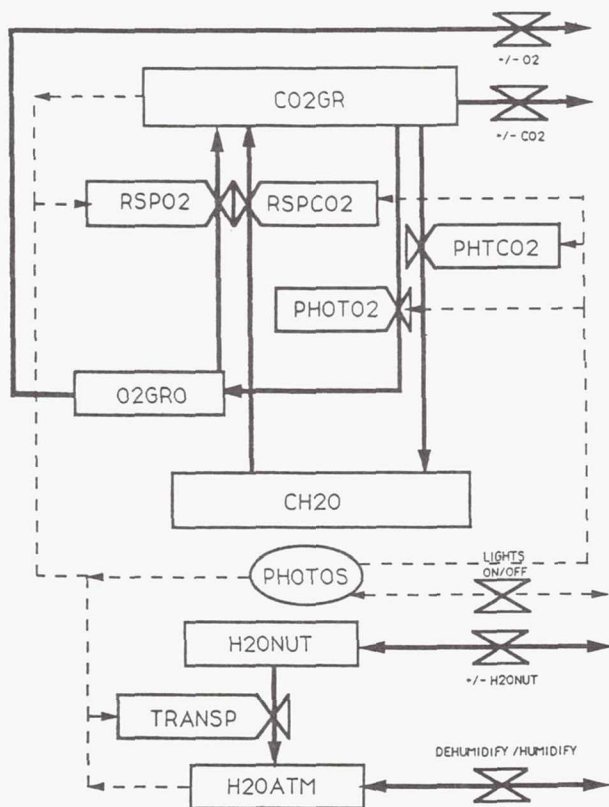 +/- O2
CO2GR
+/- CO2
RSPO2
RSPCO2
PHTCO2
PHOTO2
O2GRO
CH2O
LIGHTS
ON/OFF
PHOTOS
H2ONUT
+/- H2ONUT
TRANSP
DEHUMIDIFY /HUMIDIFY
H2OATM